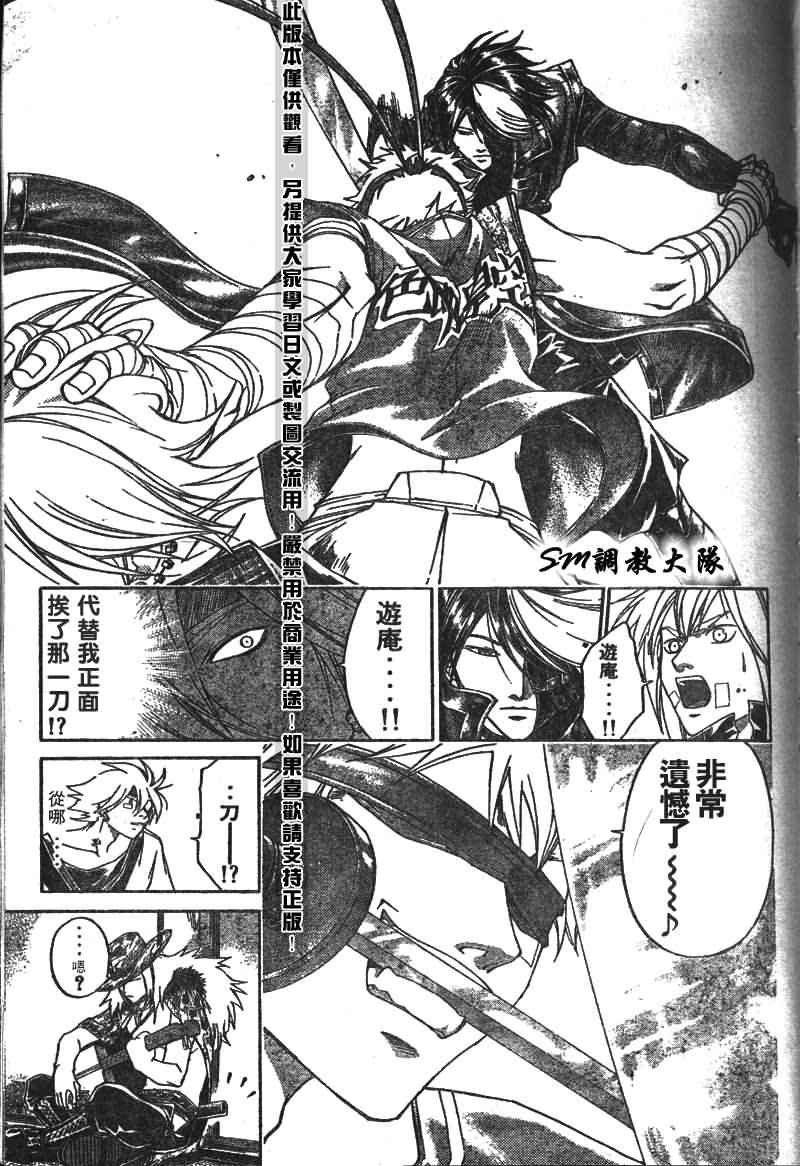 此版本僅供觀看．另提供大家學習日文或製圖交流用！嚴禁用於商業用途！如果喜歡請支持正版！
SM調教大隊
遊庵
‥‥!!
遊庵
‥‥!!
代替我正面
挨了那一刀!?
非常
遺憾了～～♪
‥刀──!?
從哪
‥‥
‥‥嗯?